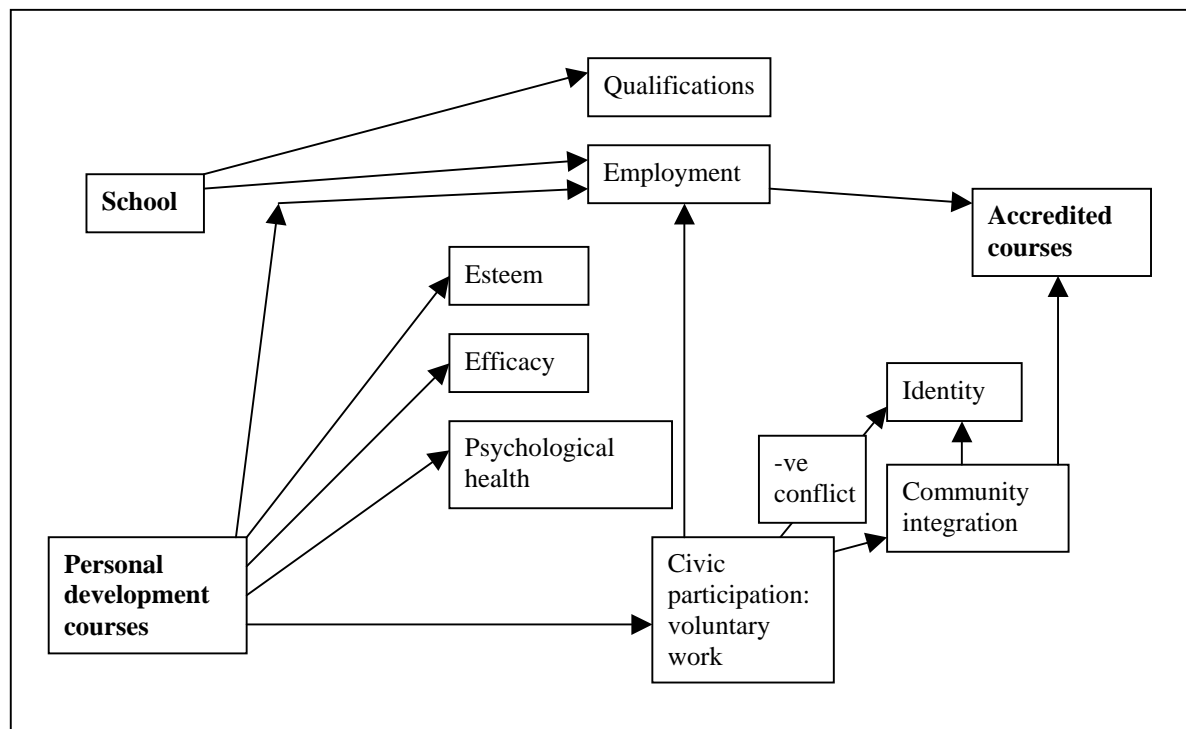 Qualifications
Employment
School
Accredited
courses
Esteem
Efficacy
Identity
Psychological
health
-ve
conflict
Community
integration
Personal
development
courses
Civic
participation:
voluntary
work